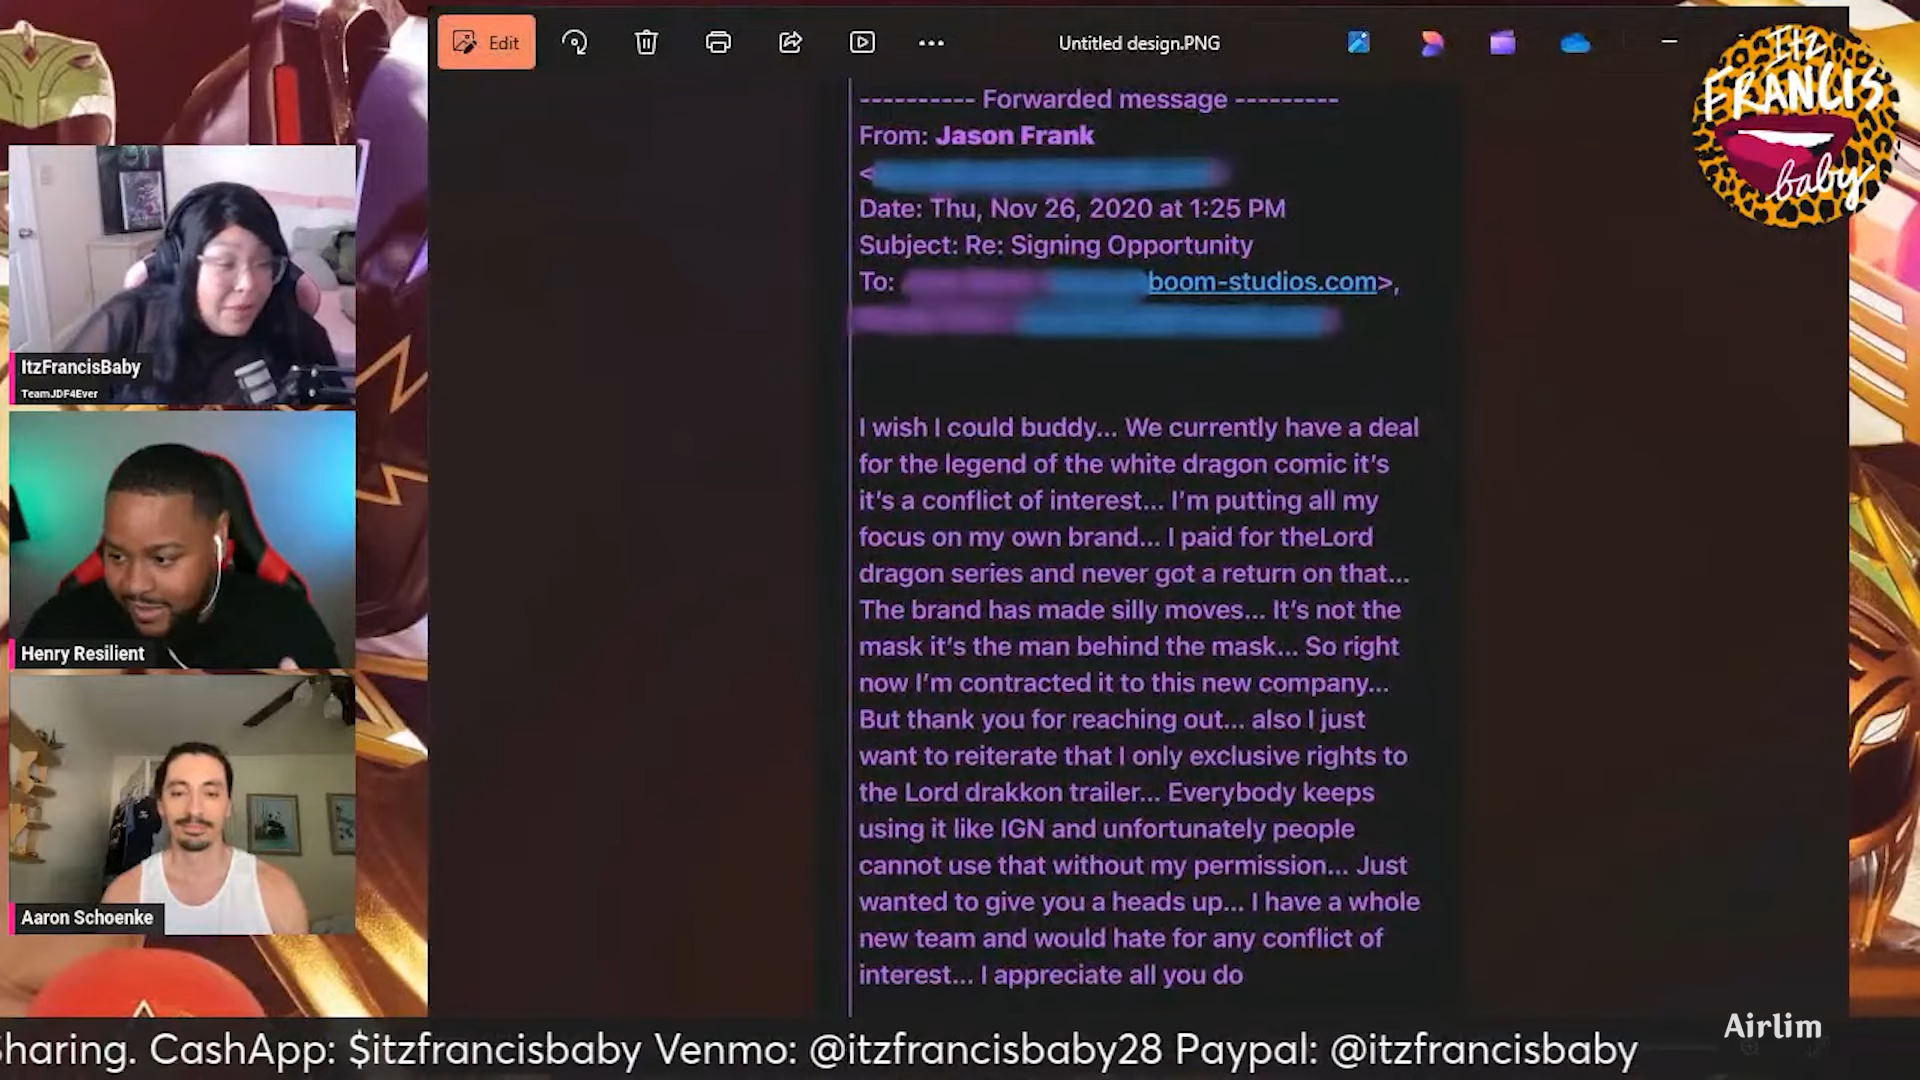 Edit
Untitled design.PNG
Itz
FRANCIS
baby
---------- Forwarded message ---------
From: Jason Frank
<
Date: Thu, Nov 26, 2020 at 1:25 PM
Subject: Re: Signing Opportunity
To: boom-studios.com>,
I wish I could buddy... We currently have a deal
for the legend of the white dragon comic it's
it's a conflict of interest... I'm putting all my
focus on my own brand... I paid for theLord
dragon series and never got a return on that...
The brand has made silly moves... It's not the
mask it's the man behind the mask... So right
now I'm contracted it to this new company...
But thank you for reaching out... also I just
want to reiterate that I only exclusive rights to
the Lord drakkon trailer... Everybody keeps
using it like IGN and unfortunately people
cannot use that without my permission... Just
wanted to give you a heads up... I have a whole
new team and would hate for any conflict of
interest... I appreciate all you do
ItzFrancisBaby
TeamJDF4Ever
Henry Resilient
Aaron Schoenke
Airlim
Sharing. CashApp: $itzfrancisbaby Venmo: @itzfrancisbaby28 Paypal: @itzfrancisbaby